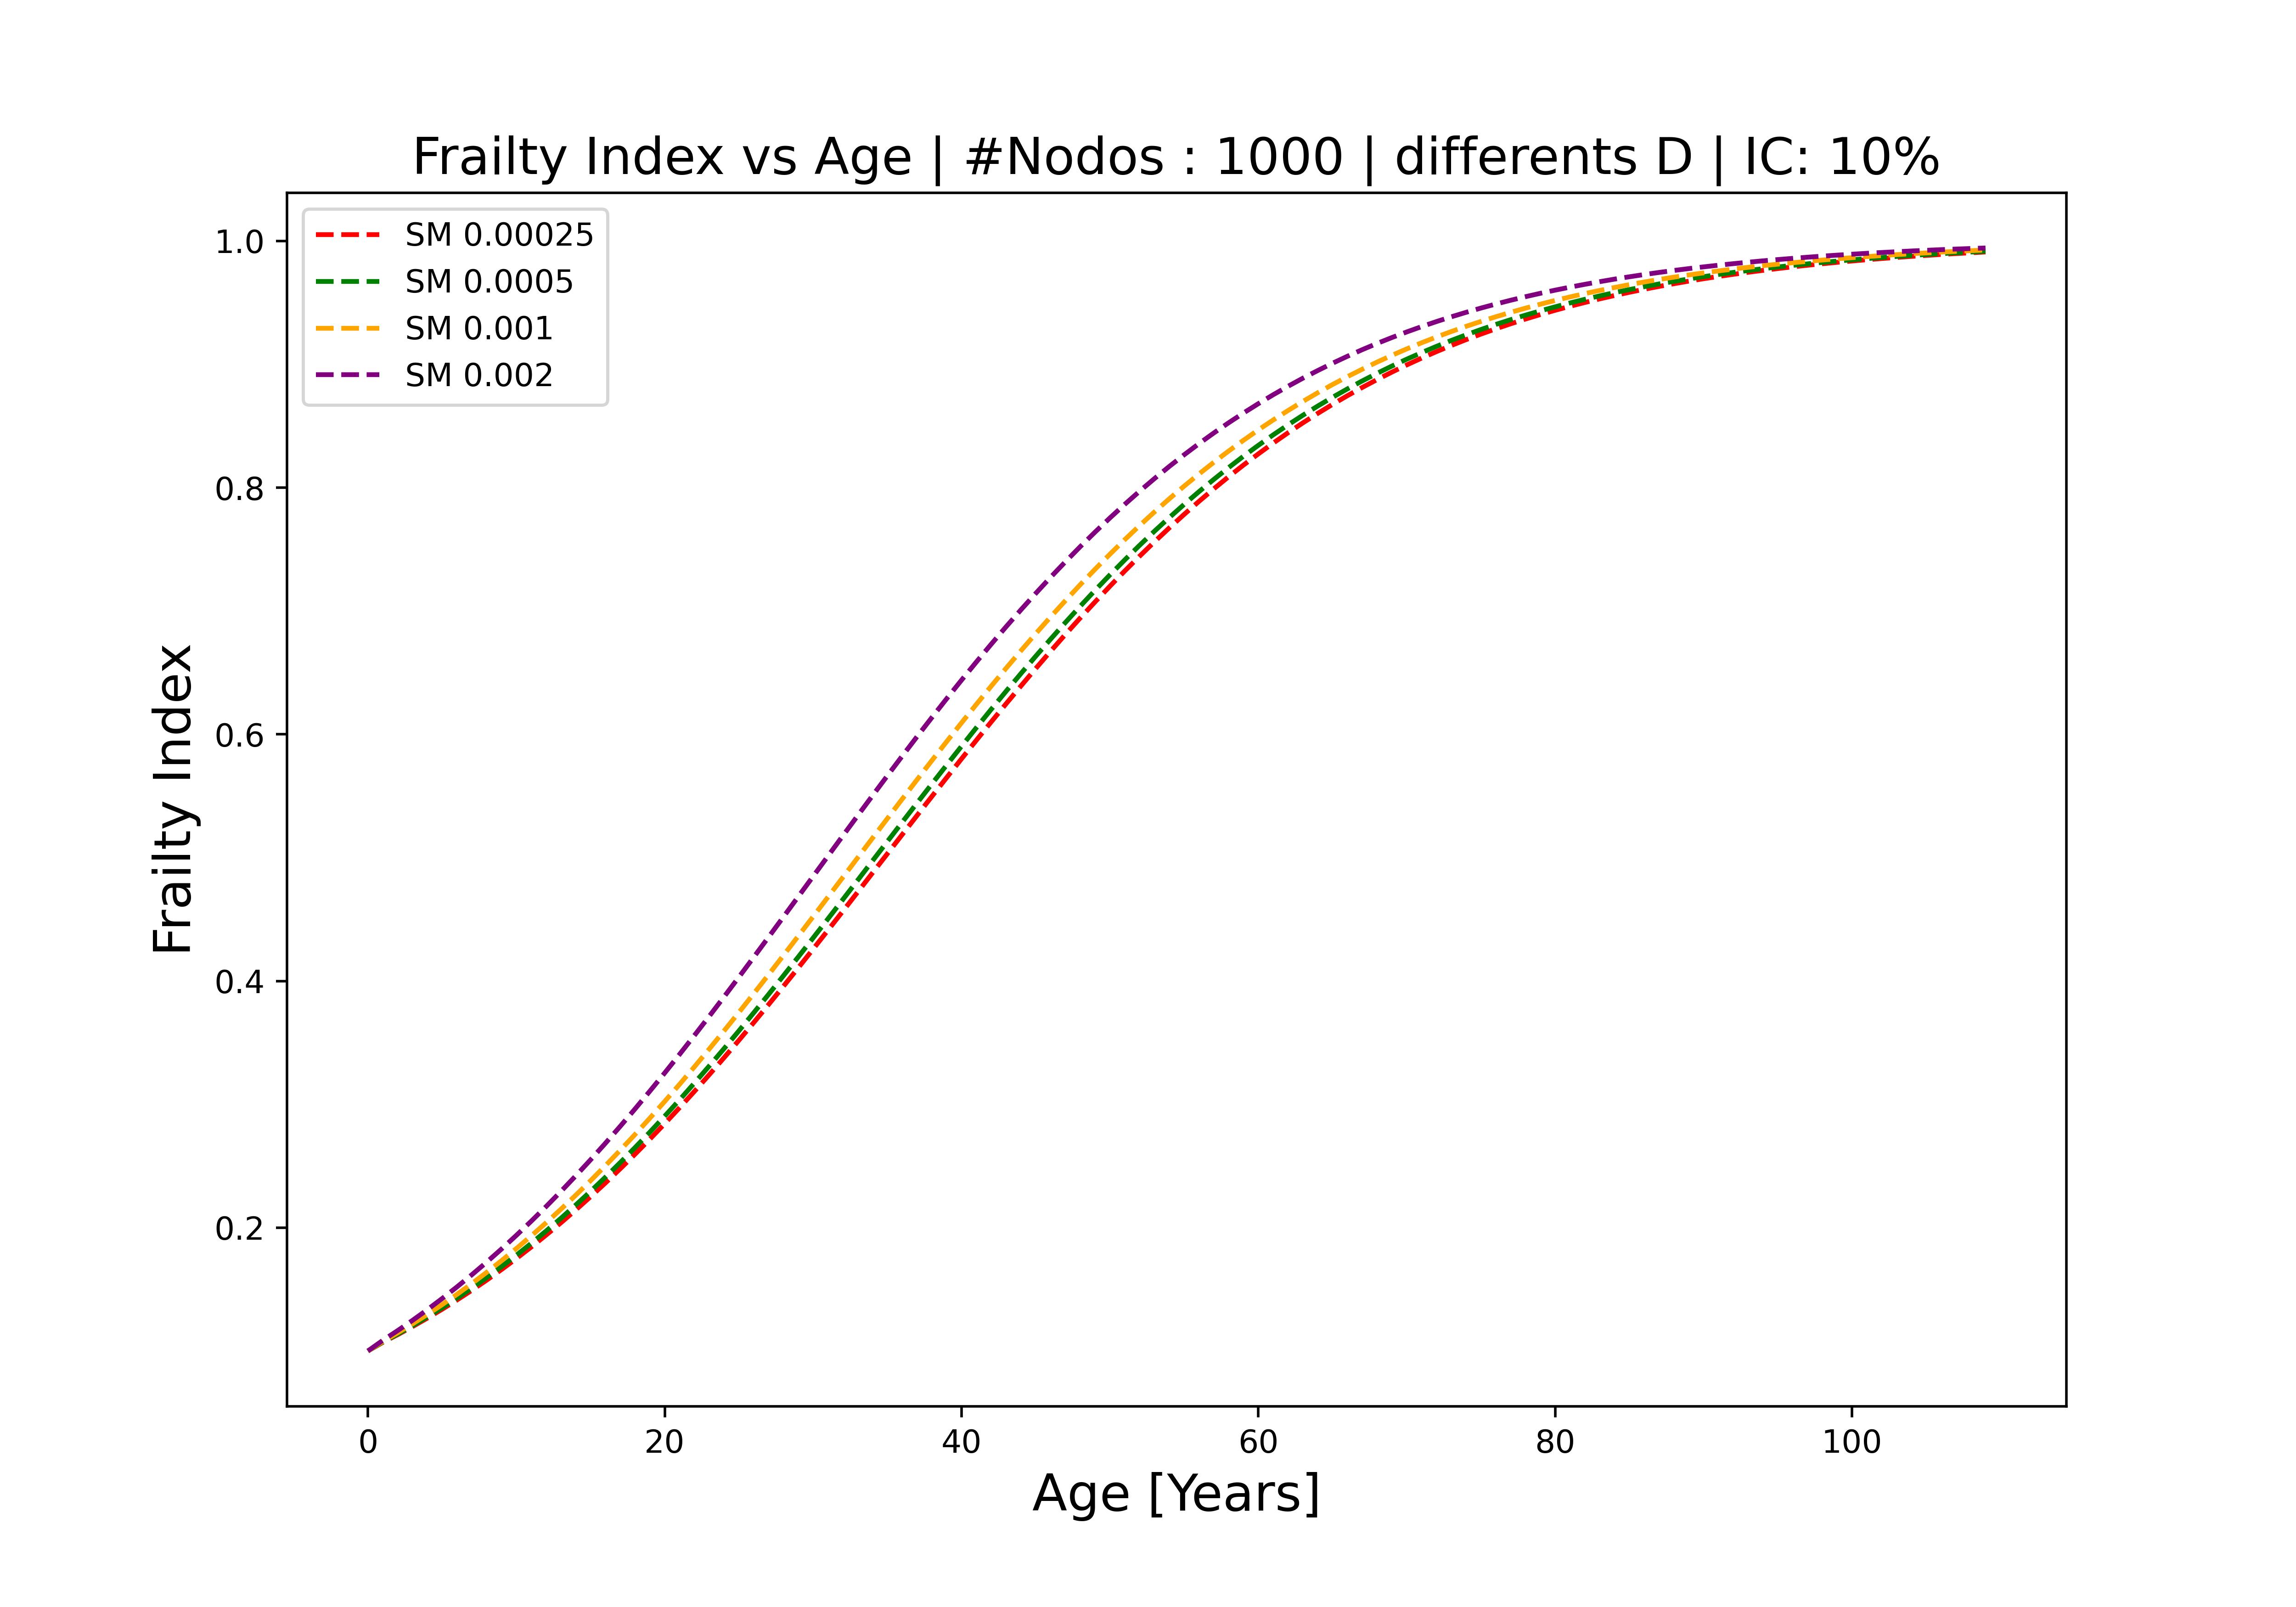 Frailty Index vs Age | #Nodos : 1000 | differents D | IC: 10%
SM 0.00025
SM 0.0005
SM 0.001
SM 0.002
Frailty Index
1.0
0.8
0.6
0.4
0.2
0 20 40 60 80 100
Age [Years]